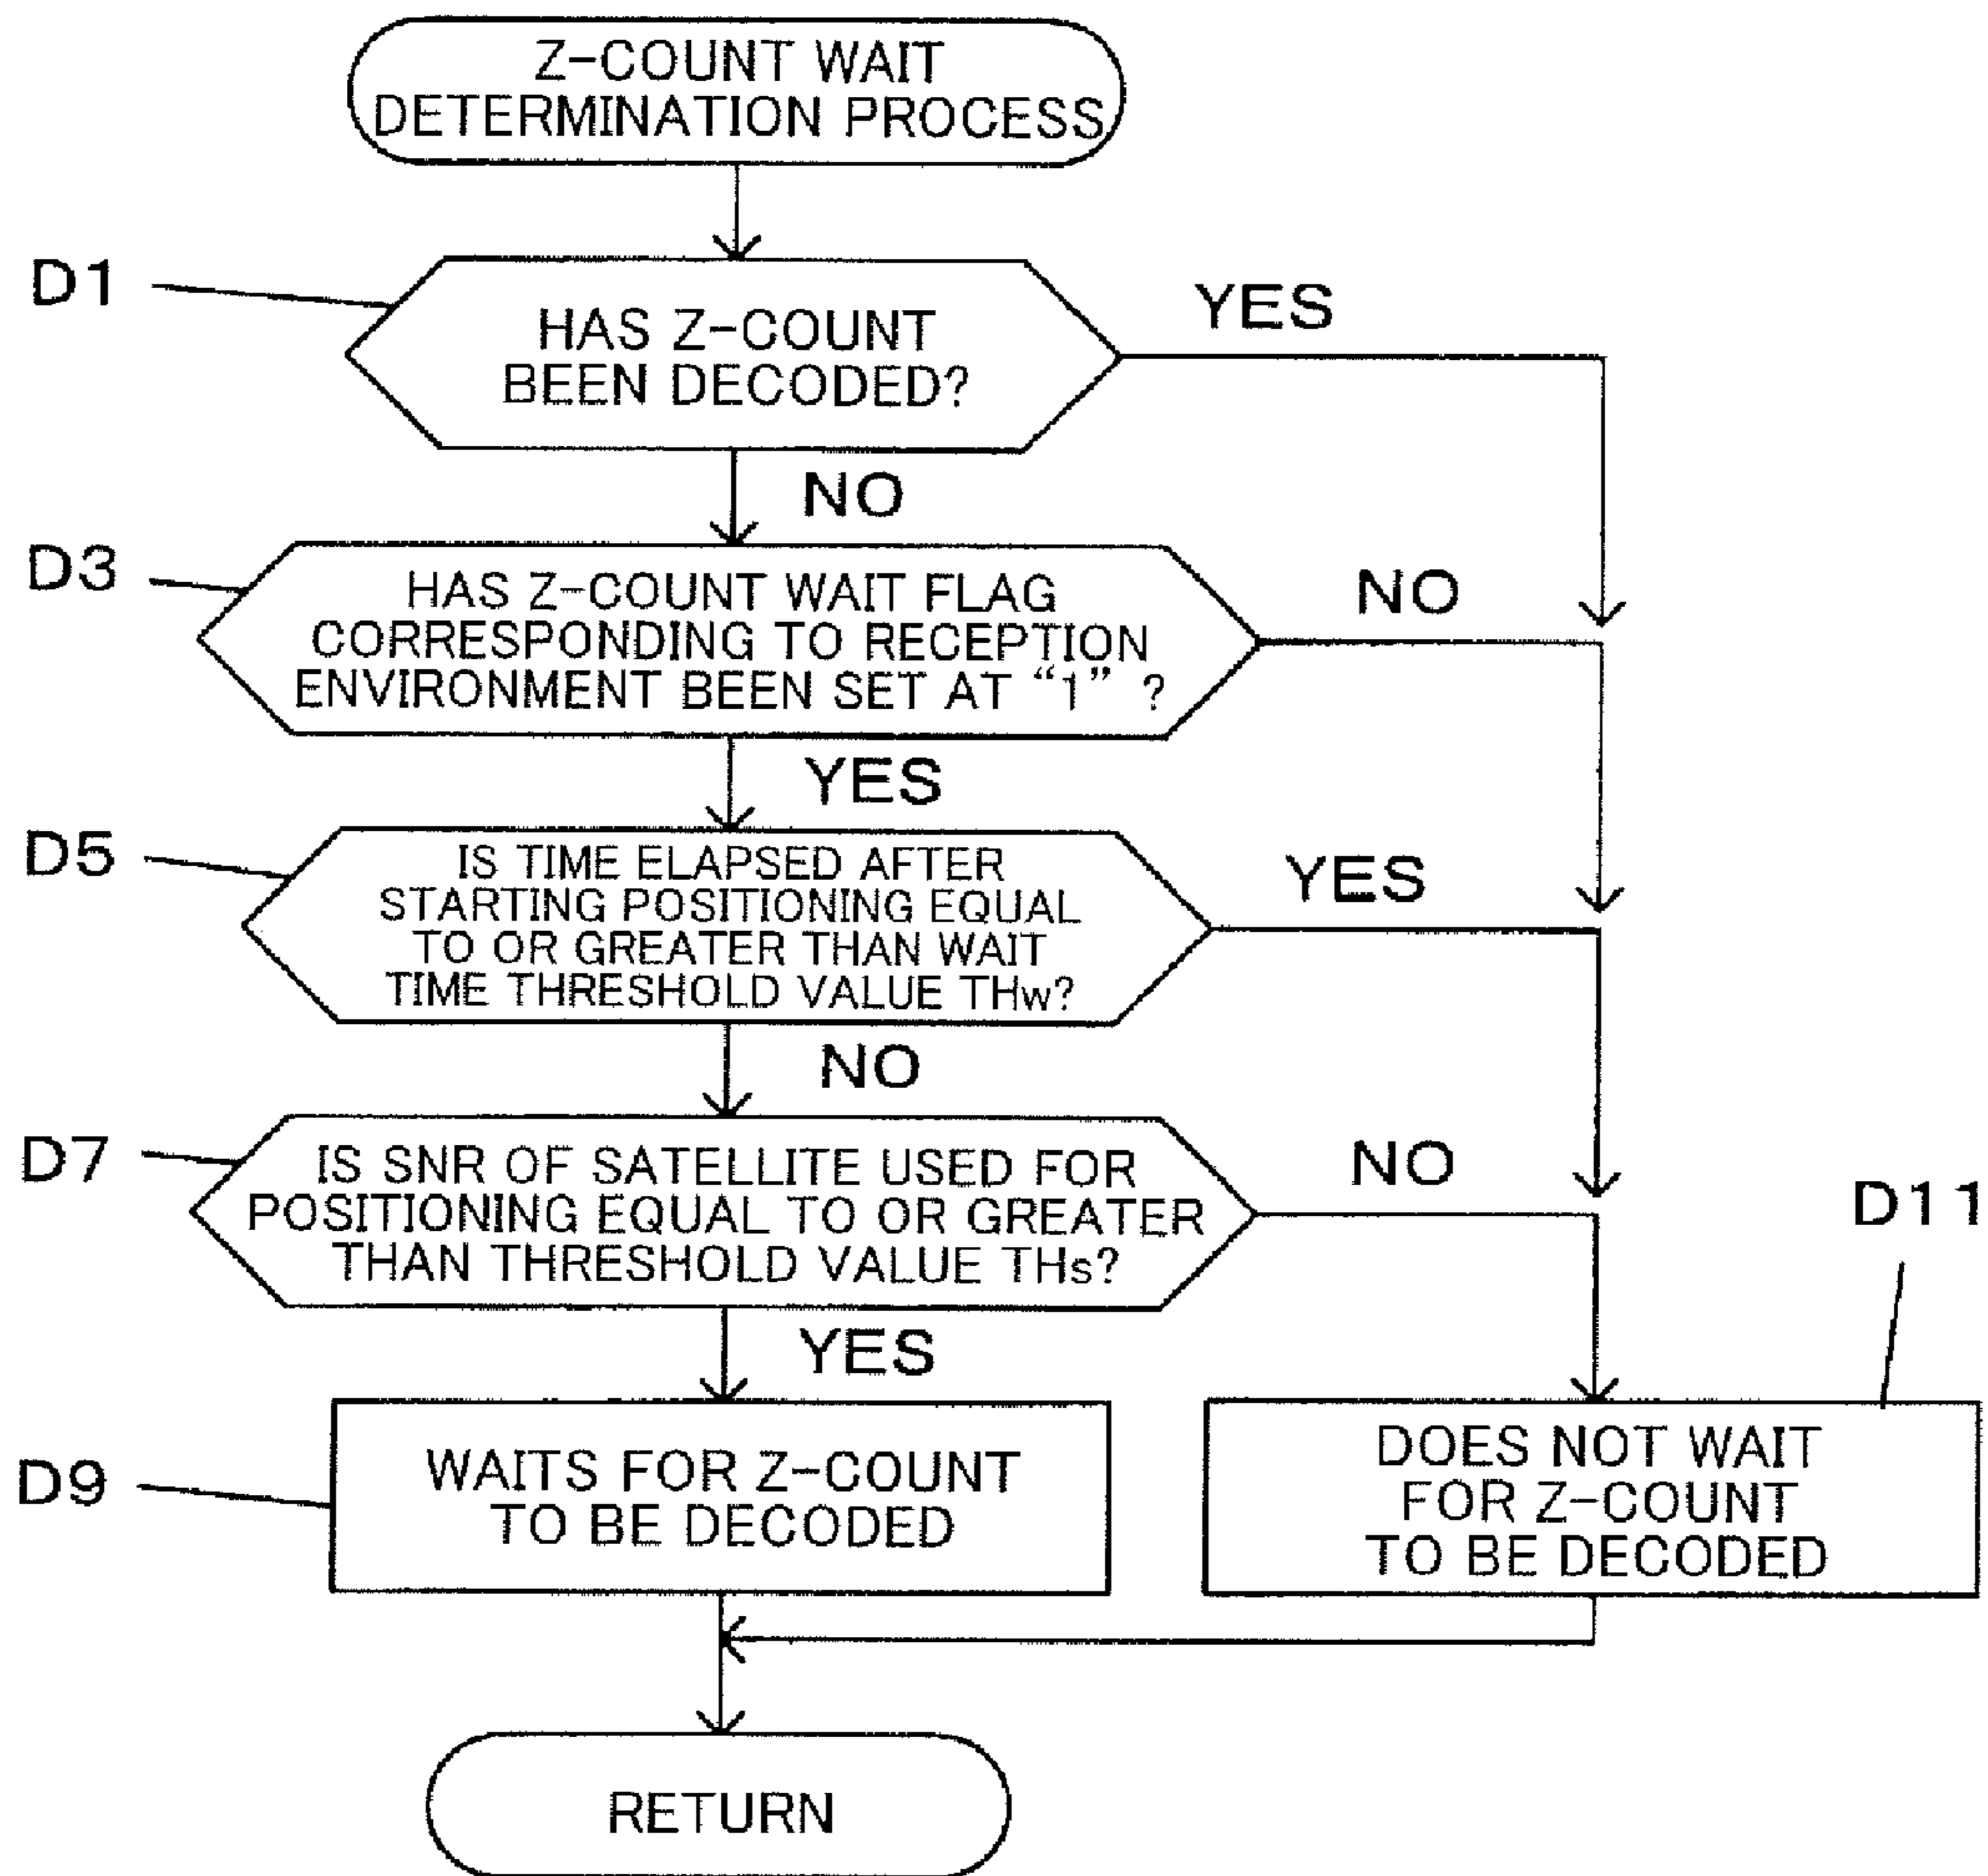 Z-COUNT WAIT
DETERMINATION PROCESS
D1
HAS Z-COUNT
BEEN DECODED?
YES
NO
D3
HAS Z-COUNT WAIT FLAG
CORRESPONDING TO RECEPTION
ENVIRONMENT BEEN SET AT “1” ?
NO
YES
D5
IS TIME ELAPSED AFTER
STARTING POSITIONING EQUAL
TO OR GREATER THAN WAIT
TIME THRESHOLD VALUE THw?
YES
NO
D7
IS SNR OF SATELLITE USED FOR
POSITIONING EQUAL TO OR GREATER
THAN THRESHOLD VALUE THs?
NO
YES
D11
D9
WAITS FOR Z-COUNT
TO BE DECODED
DOES NOT WAIT
FOR Z-COUNT
TO BE DECODED
RETURN